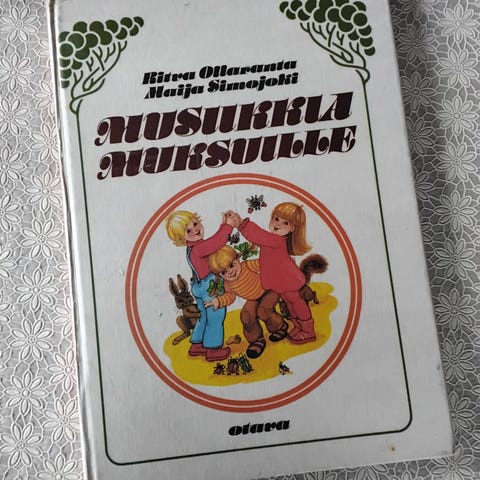 Ritva Ollaranta
Maija Simojoki
MUSIIKKIA
MUKSUILLE
otava